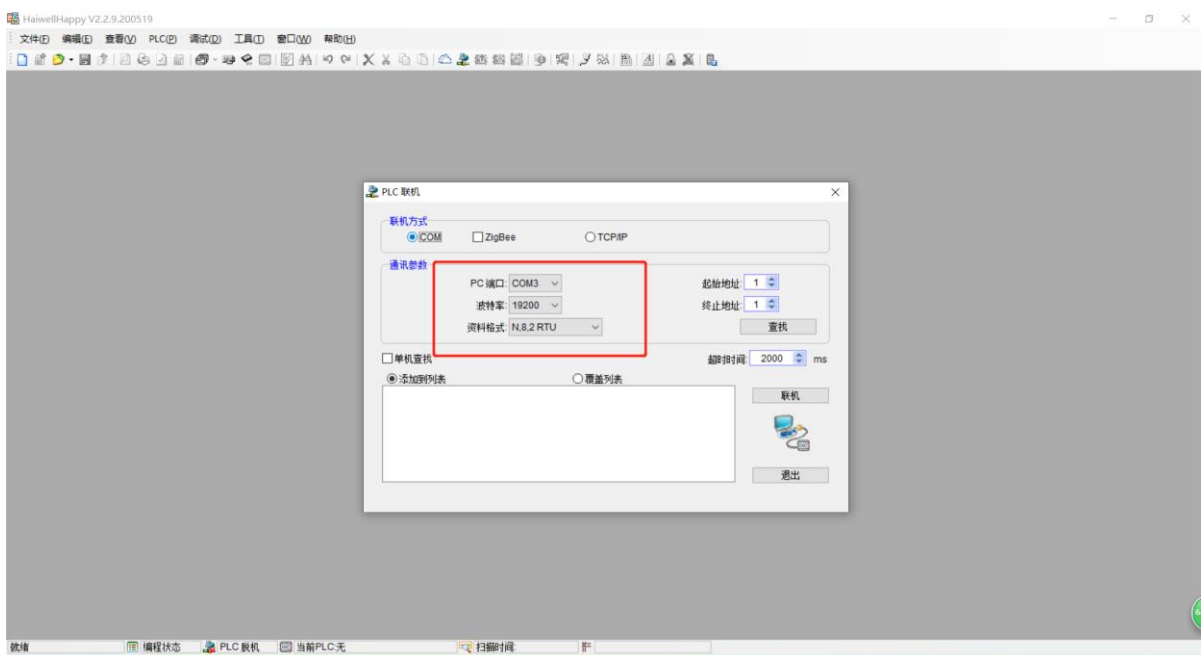 HaiwellHappy V2.2.9.200519
文件(F) 编辑(E) 查看(V) PLC(P) 调试(D) 工具(T) 窗口(W) 帮助(H)
PLC 联机
联机方式
COM ZigBee TCP/IP
通讯参数
PC 端口: COM3 起始地址: 1
波特率: 19200 终止地址: 1
资料格式: N,8,2 RTU 查找
单机查找 超时时间: 2000 ms
添加到列表 覆盖列表
联机
退出
就绪 编程状态 PLC 脱机 当前PLC:无 扫描时间: